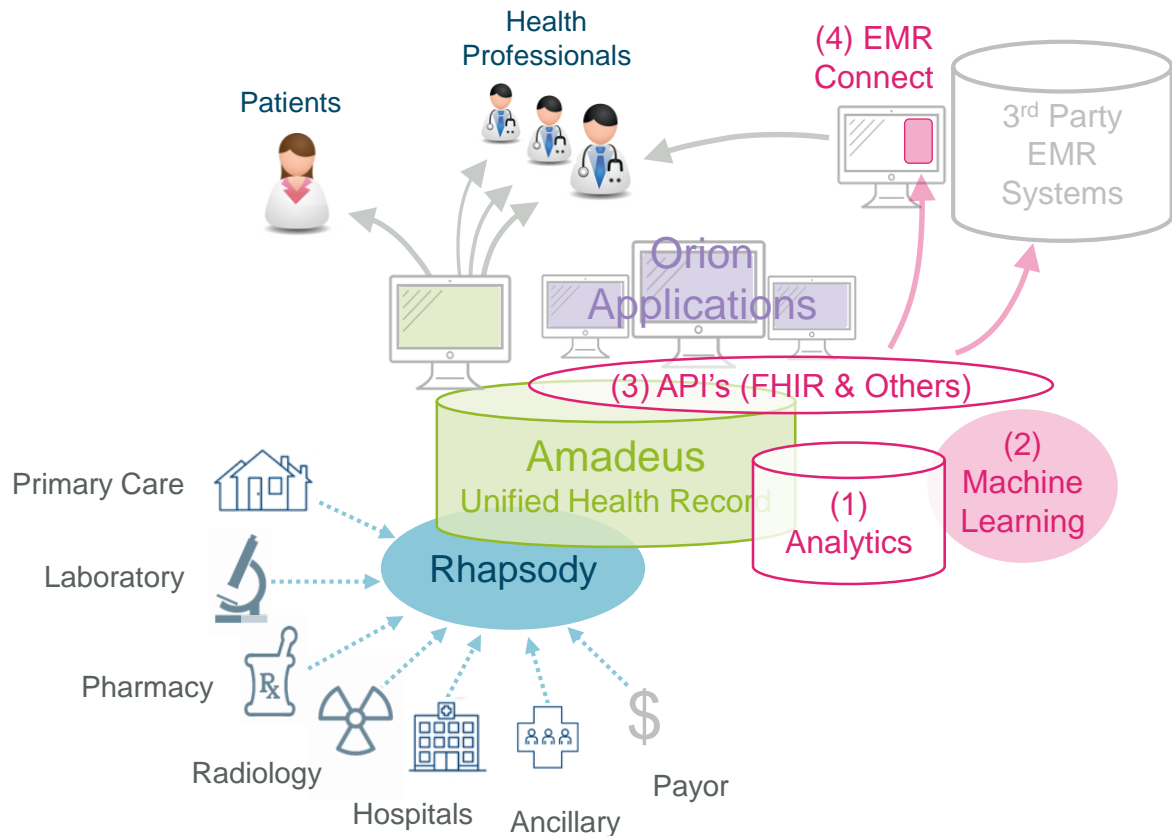 Health
Professionals
(4) EMR
Connect
Patients
3rd Party
EMR
Systems
Orion
Applications
(3) API's (FHIR & Others)
Amadeus
Unified Health Record
(2)
Machine
Learning
(1)
Analytics
Primary Care
Rhapsody
Laboratory
Rx
Pharmacy
$
Radiology
Payor
Hospitals
Ancillary